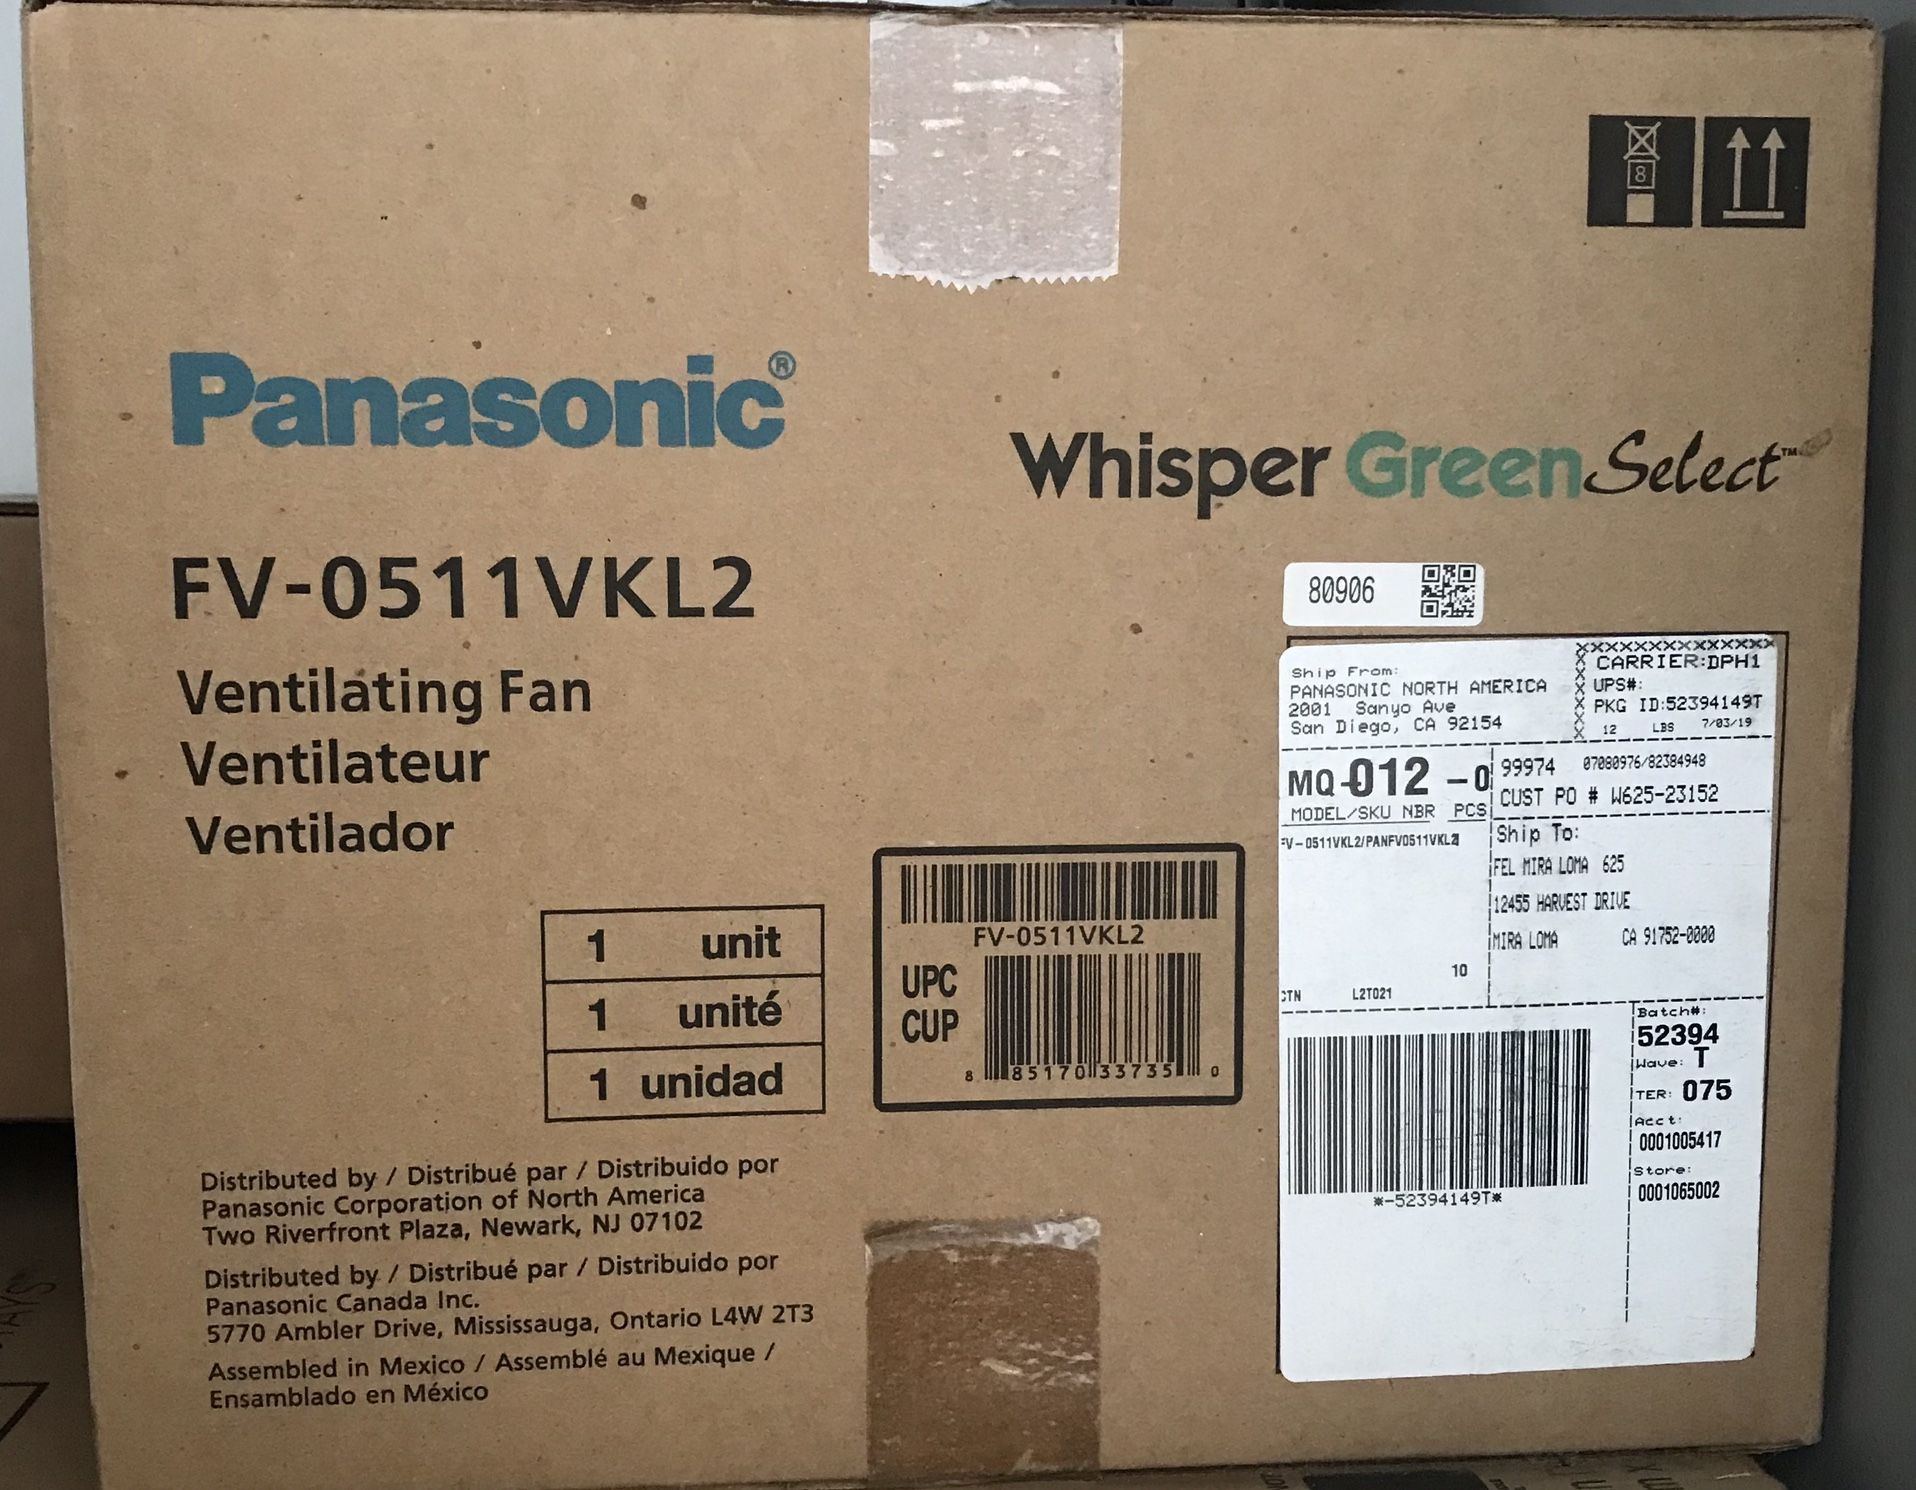 8
Panasonic®
Whisper Green Select™
FV-0511VKL2
Ventilating Fan
Ventilateur
Ventilador
1 unit
1 unité
1 unidad
FV-0511VKL2
UPC
CUP
8 85170 33735 0
Distributed by / Distribué par / Distribuido por
Panasonic Corporation of North America
Two Riverfront Plaza, Newark, NJ 07102
Distributed by / Distribué par / Distribuido por
Panasonic Canada Inc.
5770 Ambler Drive, Mississauga, Ontario L4W 2T3
Assembled in Mexico / Assemblé au Mexique /
Ensamblado en México
80906
Ship From:
PANASONIC NORTH AMERICA
2001 Sanyo Ave
San Diego, CA 92154
XXXXXXXXXXXXXX
CARRIER:DPH1
UPS#:
PKG ID:52394149T
12 LBS 7/03/19
MQ-012 -0
MODEL/SKU NBR PCS
99974 07080976/82384948
CUST PO # W625-23152
FV-0511VKL2/PANFV0511VKL2
10
CTN L2T021
Ship To:
FEL MIRA LOMA 625
12455 HARVEST DRIVE
MIRA LOMA CA 91752-0000
*-52394149T*
Batch#:
52394
Wave: T
TER: 075
Acct:
0001005417
Store:
0001065002